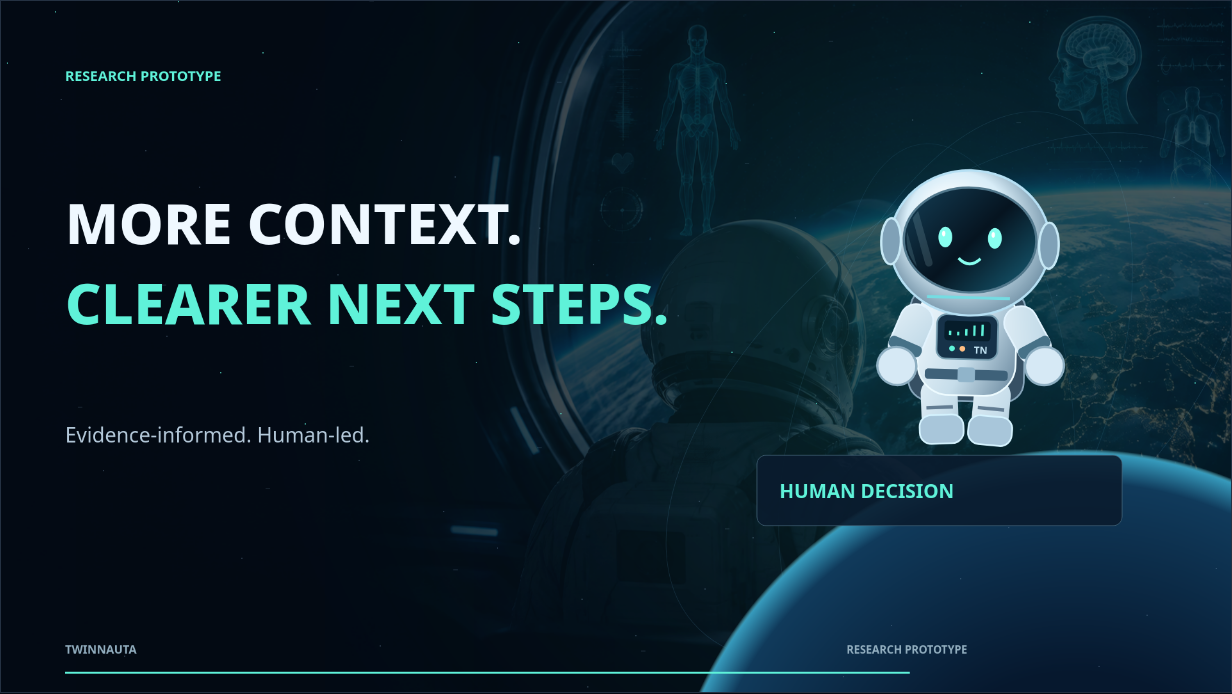 RESEARCH PROTOTYPE
MORE CONTEXT.
CLEARER NEXT STEPS.
Evidence-informed. Human-led.
TN
HUMAN DECISION
TWINNAUTA
RESEARCH PROTOTYPE